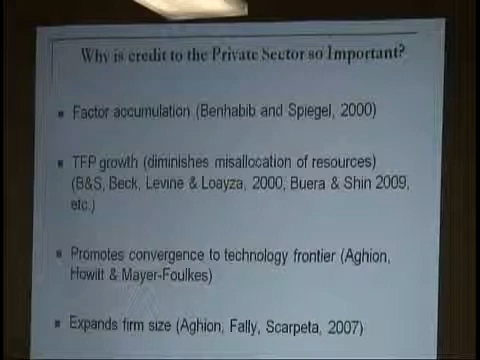 Why is credit to the Private Sector so Important?
Factor accumulation (Benhabib and Spiegel, 2000)
TFP growth (diminishes misallocation of resources)
(B&S, Beck, Levine & Loayza, 2000, Buera & Shin 2009,
etc.)
Promotes convergence to technology frontier (Aghion,
Howitt & Mayer-Foulkes)
Expands firm size (Aghion, Fally, Scarpeta, 2007)